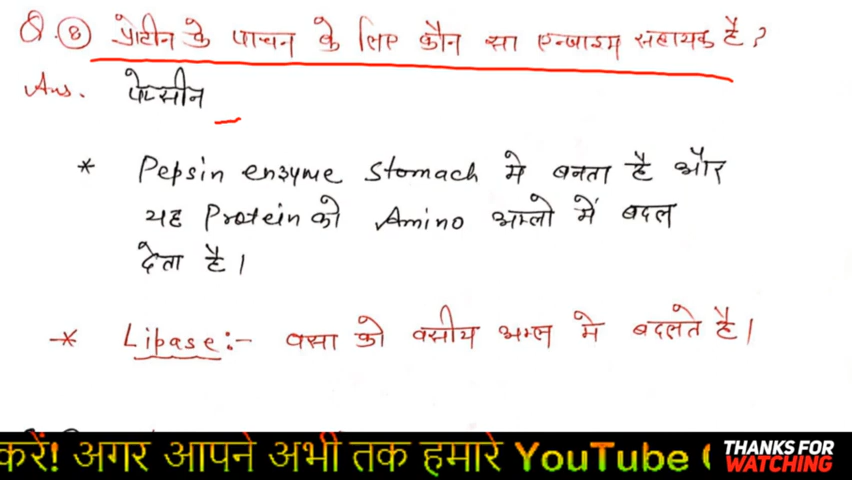 Q. 8 प्रोटीन के पाचन के लिए कौन सा एन्जाइम सहायक है?
Ans. पेप्सीन
* Pepsin enzyme Stomach मे बनता है और
यह Protein को Amino अम्लो में बदल
देता है।
* Lipase:- वसा को वसीय अम्ल मे बदलते है।
करें! अगर आपने अभी तक हमारे YouTube
THANKS FOR
WATCHING